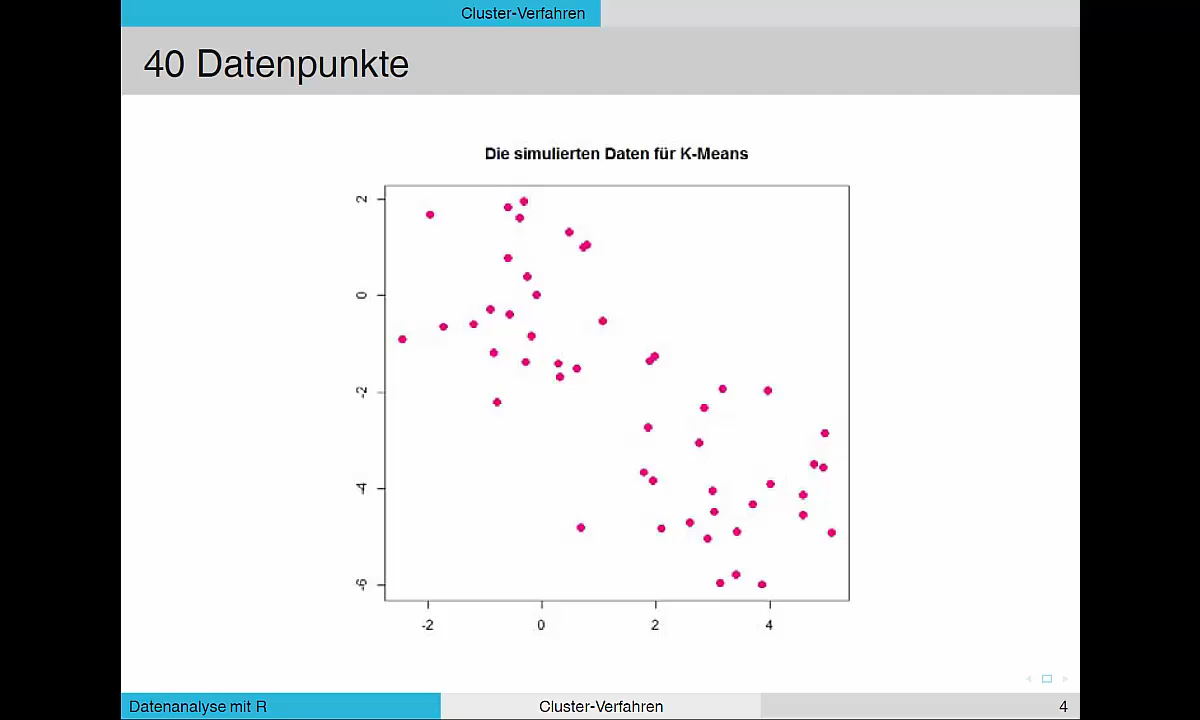 Cluster-Verfahren
40 Datenpunkte
Die simulierten Daten für K-Means
2
0
-2
-4
-6
-2 0 2 4
Datenanalyse mit R Cluster-Verfahren 4